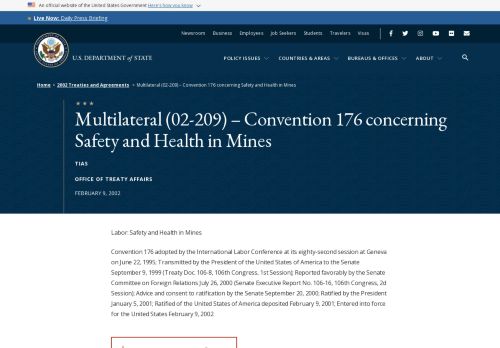 An official website of the United States Government Here's how you know
Live Now: Daily Press Briefing
Newsroom Business Employees Job Seekers Students Travelers Visas
U.S. DEPARTMENT of STATE
POLICY ISSUES COUNTRIES & AREAS BUREAUS & OFFICES ABOUT
Home > 2002 Treaties and Agreements > Multilateral (02-209) – Convention 176 concerning Safety and Health in Mines
Multilateral (02-209) – Convention 176 concerning
Safety and Health in Mines
TIAS
OFFICE OF TREATY AFFAIRS
FEBRUARY 9, 2002
Labor: Safety and Health in Mines
Convention 176 adopted by the International Labor Conference at its eighty-second session at Geneva
on June 22, 1995; Transmitted by the President of the United States of America to the Senate
September 9, 1999 (Treaty Doc. 106-8, 106th Congress, 1st Session); Reported favorably by the Senate
Committee on Foreign Relations July 26, 2000 (Senate Executive Report No. 106-16, 106th Congress, 2d
Session); Advice and consent to ratification by the Senate September 20, 2000; Ratified by the President
January 5, 2001; Ratified of the United States of America deposited February 9, 2001; Entered into force
for the United States February 9, 2002.